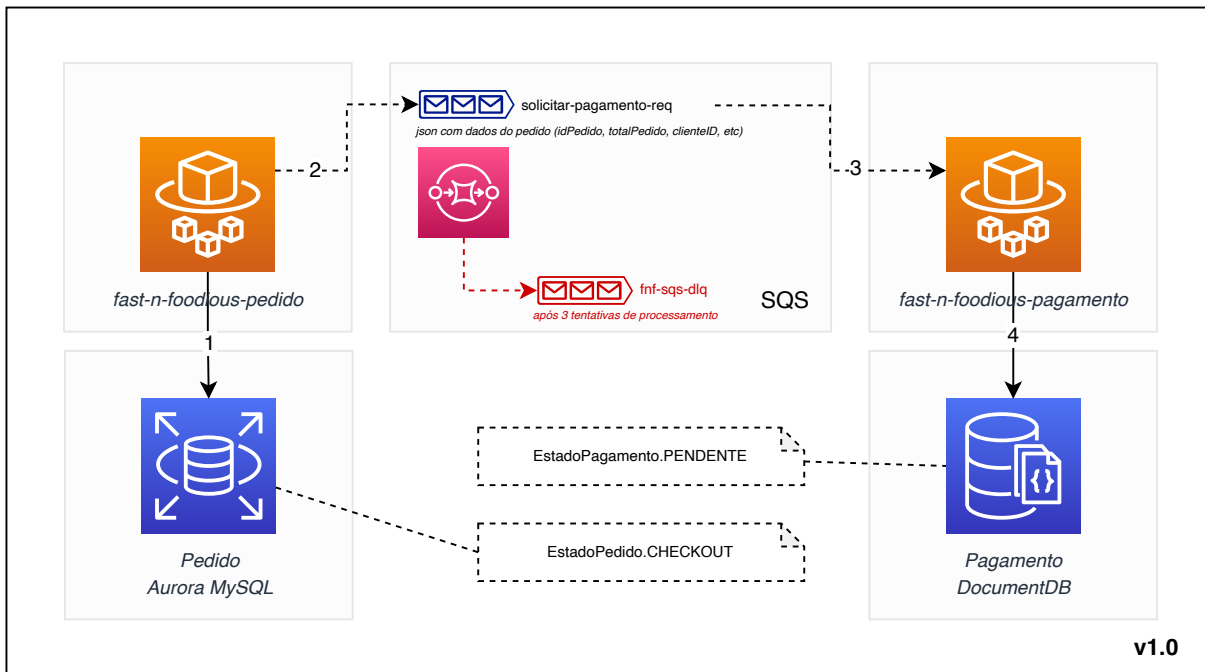 solicitar-pagamento-req
json com dados do pedido (idPedido, totalPedido, clienteID, etc)
2
3
fnf-sqs-dlq
após 3 tentativas de processamento
SQS
fast-n-foodious-pedido
fast-n-foodious-pagamento
1
4
EstadoPagamento.PENDENTE
EstadoPedido.CHECKOUT
Pedido
Aurora MySQL
Pagamento
DocumentDB
{}
v1.0